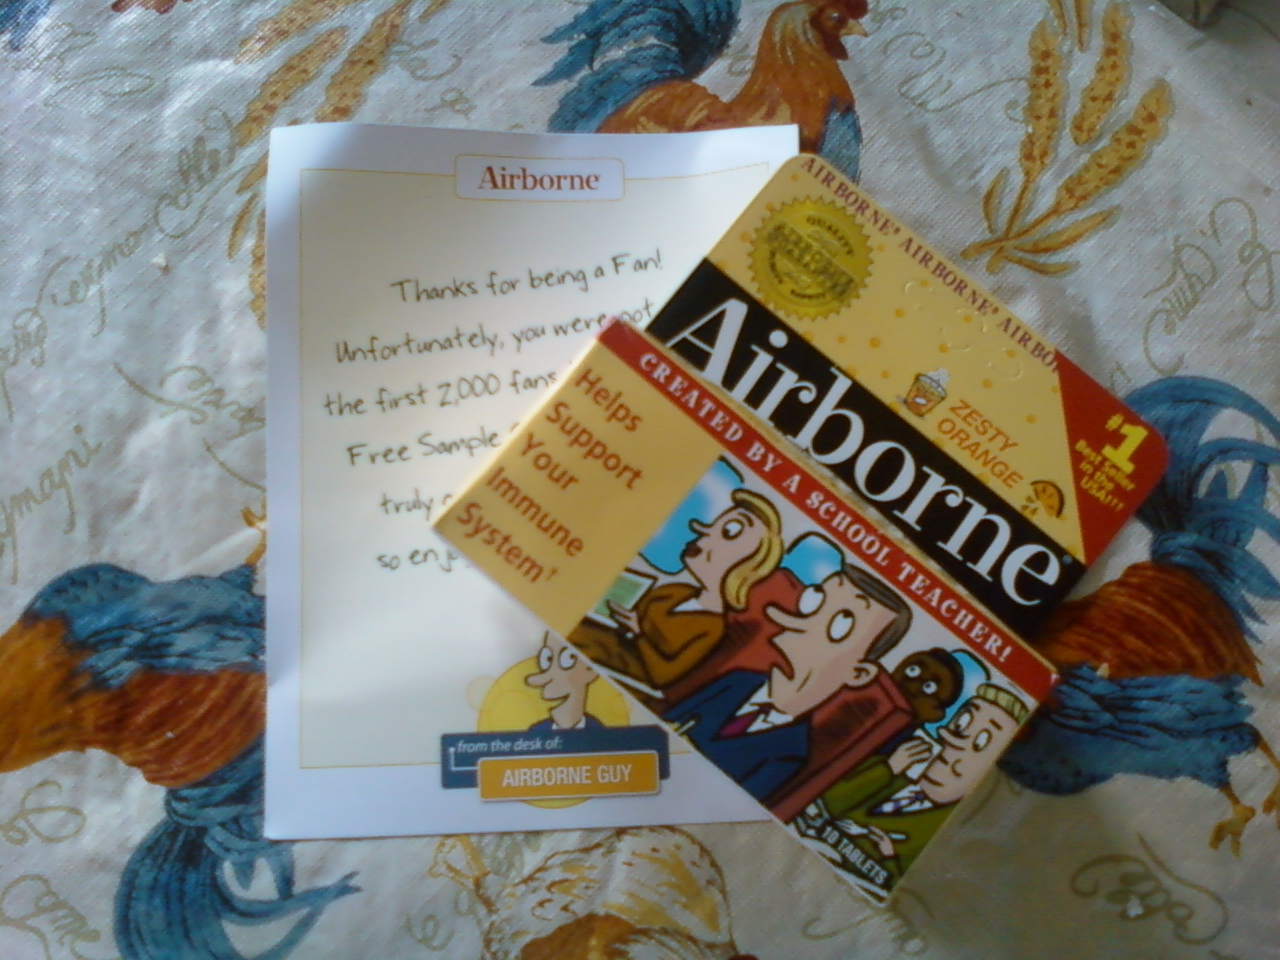 Airborne
Thanks for being a Fan!
Unfortunately, you were not
the first 2,000 fans
Free Sample
truly
so enj
from the desk of:
AIRBORNE GUY
AIRBORNE® AIRBORNE® AIRBO
QUALITY
Airborne®
ZESTY
ORANGE
#1
Best Seller
in the
USA!!!
CREATED BY A SCHOOL TEACHER!
Helps
Support
Your
Immune
System†
10 TABLETS